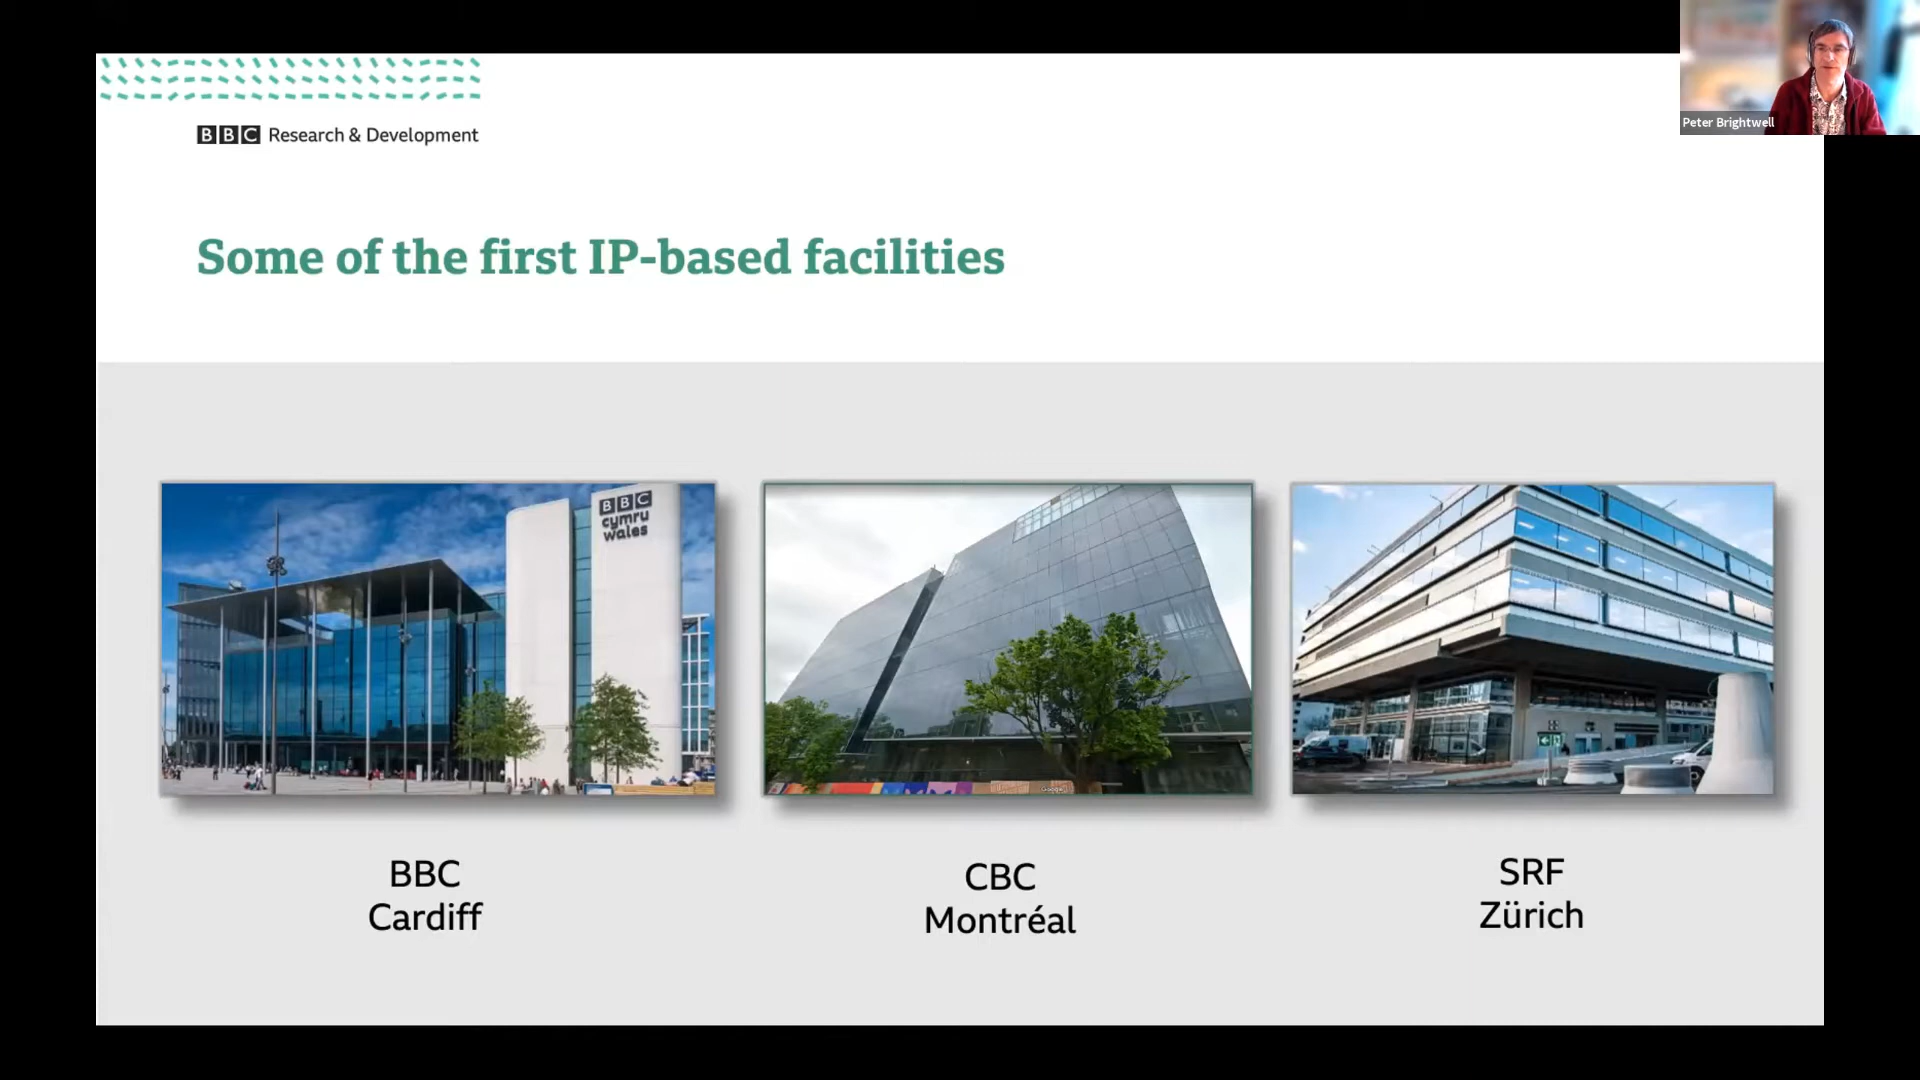 Peter Brightwell
BBC Research & Development
Some of the first IP-based facilities
BBC
cymru
wales
Google
BBC
Cardiff
CBC
Montréal
SRF
Zürich